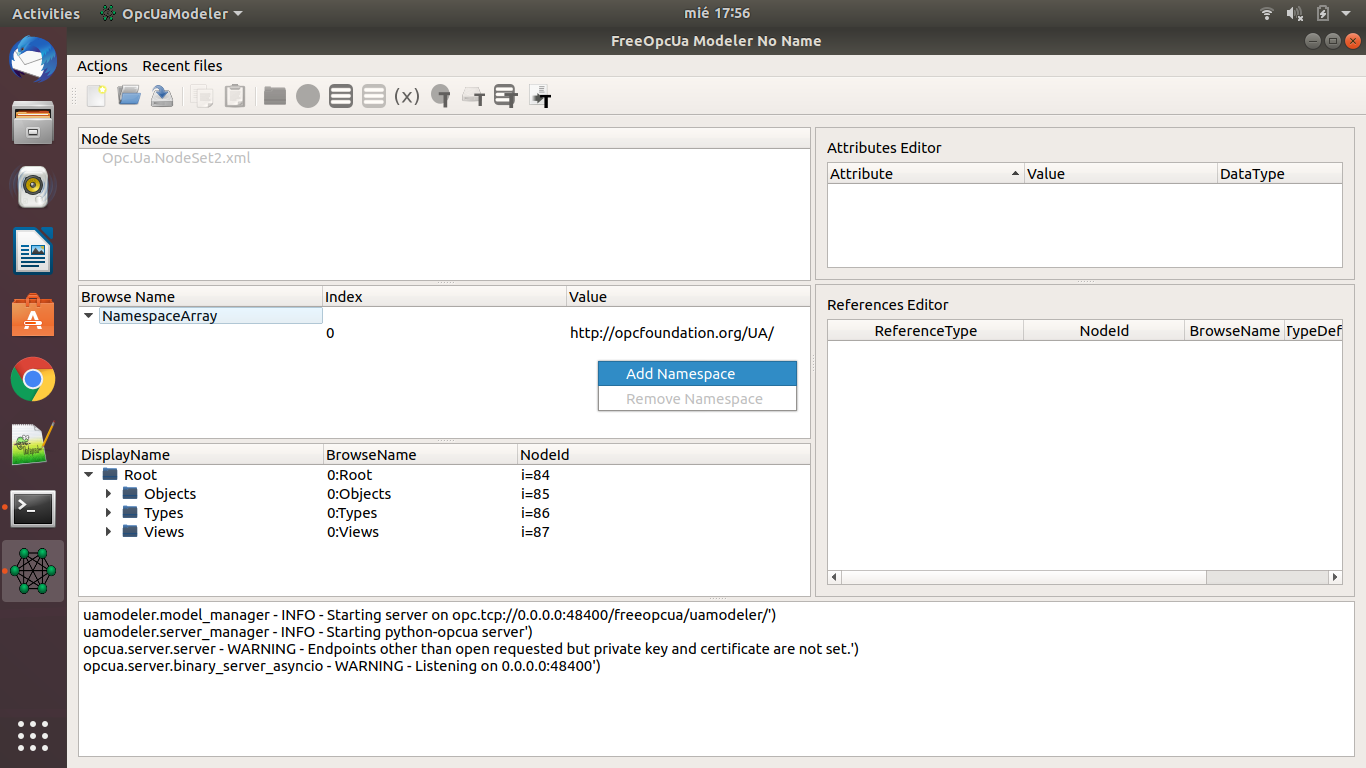 Activities OpcUaModeler mié 17:56
FreeOpcUa Modeler No Name
Actions Recent files
(x) T T T T
Node Sets
Opc.Ua.NodeSet2.xml
Browse Name Index Value
NamespaceArray
0 http://opcfoundation.org/UA/
Add Namespace
Remove Namespace
DisplayName BrowseName NodeId
Root 0:Root i=84
Objects 0:Objects i=85
Types 0:Types i=86
Views 0:Views i=87
Attributes Editor
Attribute Value DataType
References Editor
ReferenceType NodeId BrowseName TypeDef
uamodeler.model_manager - INFO - Starting server on opc.tcp://0.0.0.0:48400/freeopcua/uamodeler/')
uamodeler.server_manager - INFO - Starting python-opcua server')
opcua.server.server - WARNING - Endpoints other than open requested but private key and certificate are not set.')
opcua.server.binary_server_asyncio - WARNING - Listening on 0.0.0.0:48400')